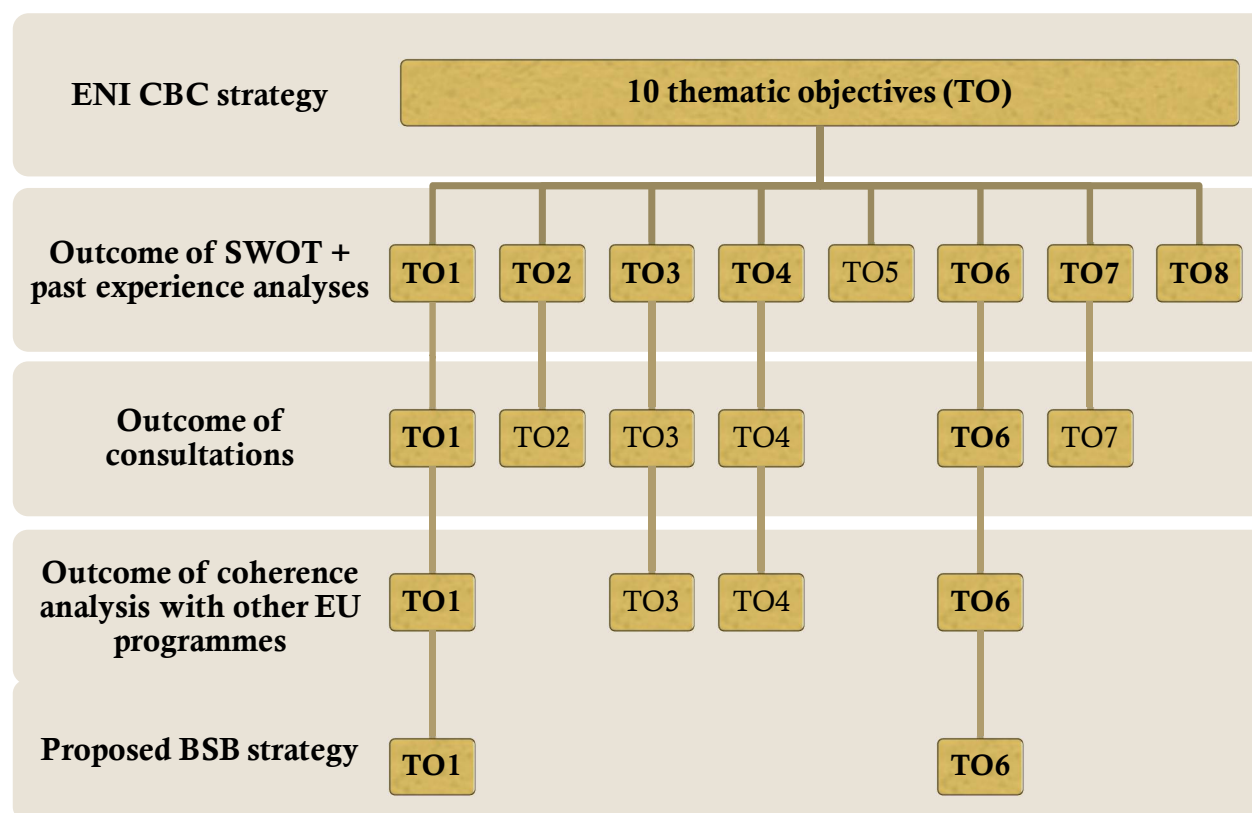 ENI CBC strategy
10 thematic objectives (TO)
Outcome of SWOT +
past experience analyses
TO1
TO2
TO3
TO4
TO5
TO6
TO7
TO8
Outcome of
consultations
TO1
TO2
TO3
TO4
TO6
TO7
Outcome of coherence
analysis with other EU
programmes
TO1
TO3
TO4
TO6
Proposed BSB strategy
TO1
TO6